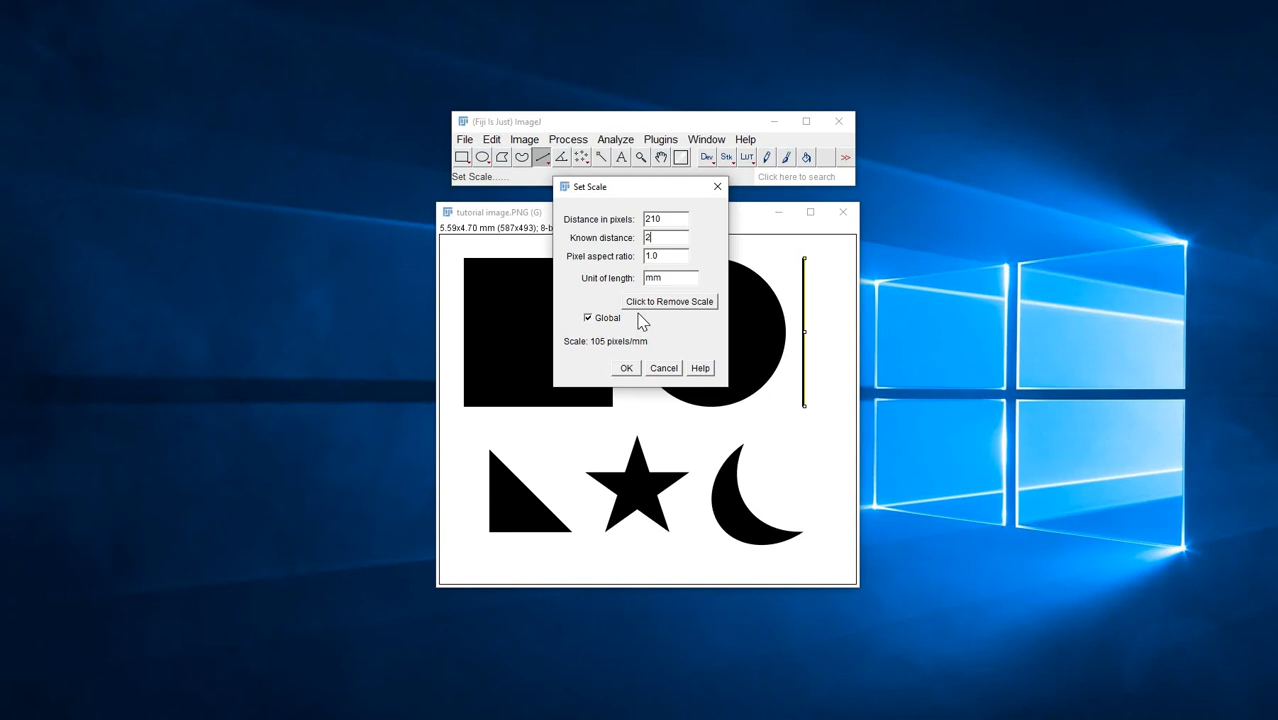 (Fiji Is Just) ImageJ
File Edit Image Process Analyze Plugins Window Help
A Dev Stk LUT >>
Set Scale...... Click here to search
Set Scale
tutorial image.PNG (G)
5.59x4.70 mm (587x493); 8-b
Distance in pixels: 210
Known distance: 2
Pixel aspect ratio: 1.0
Unit of length: mm
Click to Remove Scale
Global
Scale: 105 pixels/mm
OK Cancel Help